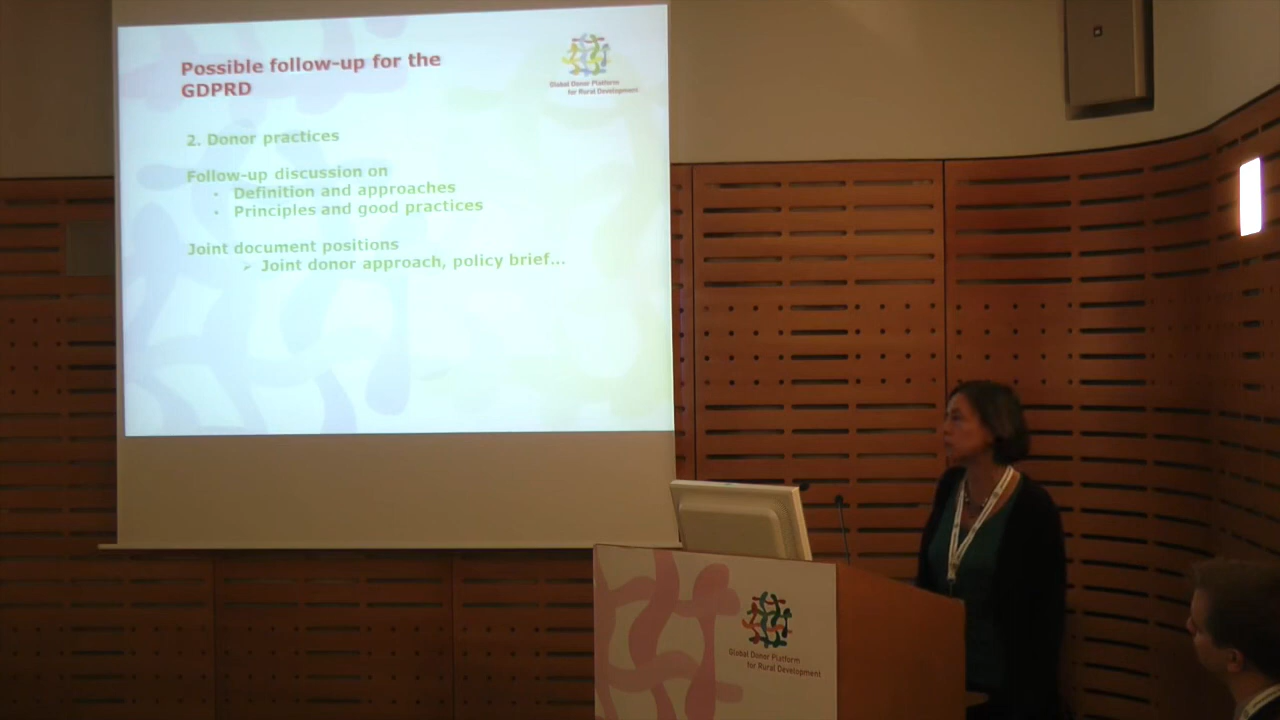 Possible follow-up for the
GDPRD
Global Donor Platform
for Rural Development
2. Donor practices
Follow-up discussion on
• Definition and approaches
• Principles and good practices
Joint document positions
➢ Joint donor approach, policy brief...
Global Donor Platform
for Rural Development